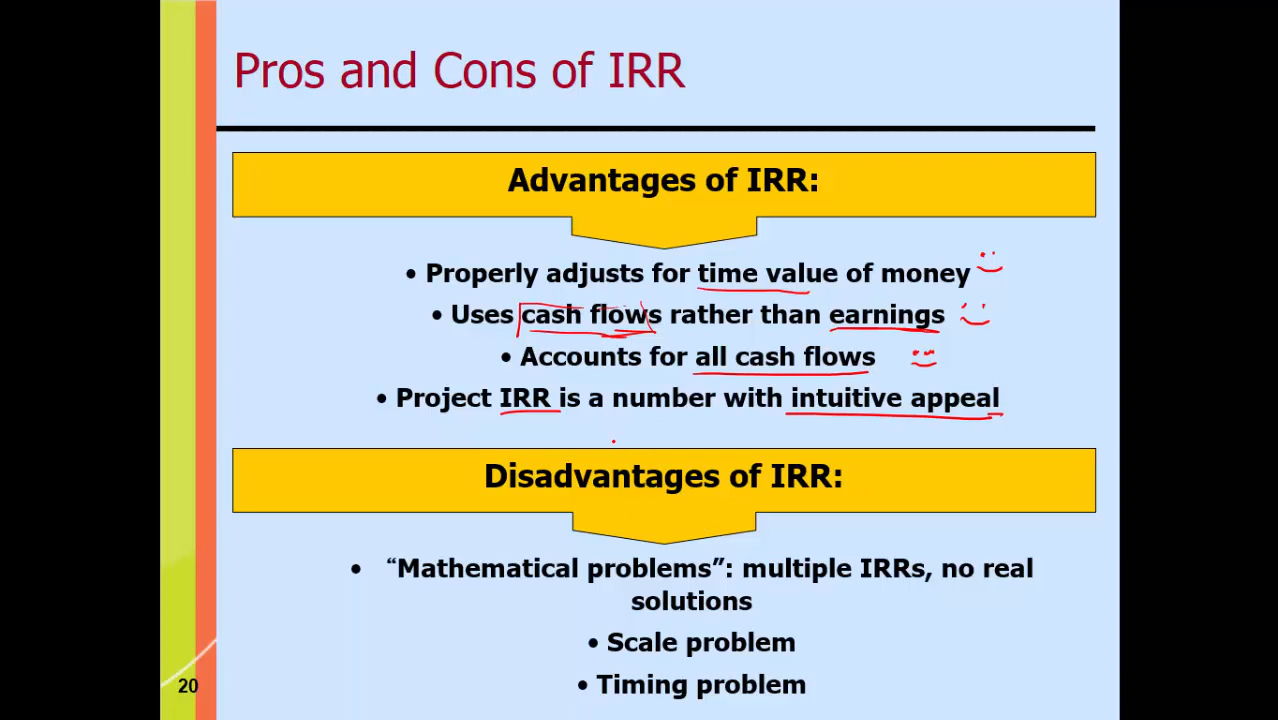 Pros and Cons of IRR
Advantages of IRR:
• Properly adjusts for time value of money
• Uses cash flows rather than earnings
• Accounts for all cash flows
• Project IRR is a number with intuitive appeal
Disadvantages of IRR:
• “Mathematical problems”: multiple IRRs, no real
solutions
• Scale problem
• Timing problem
20